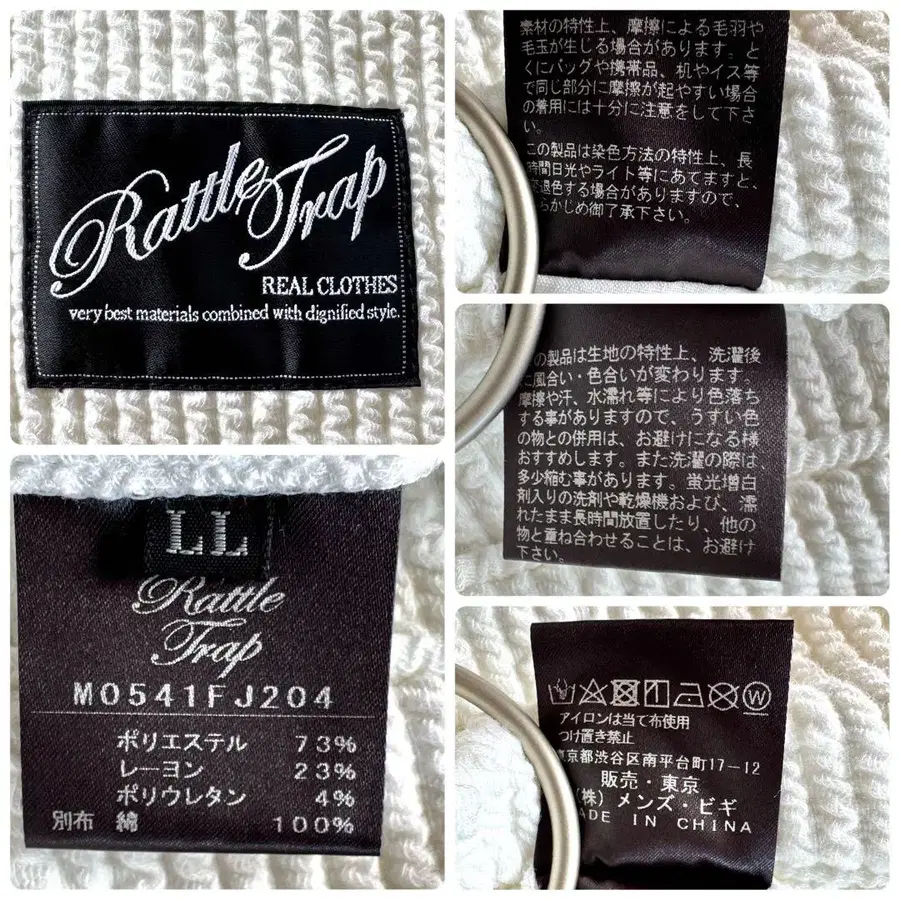 Rattle Trap
REAL CLOTHES
very best materials combined with dignified style.
素材の特性上、摩擦による毛羽や
毛玉が生じる場合があります。と
くにバッグや携帯品、机やイス等
で同じ部分に摩擦が起やすい場合
の着用には十分に注意をして下さ
い。
この製品は染色方法の特性上、長
時間日光やライト等にあてますと、
退色する場合がありますので、
らかじめ御了承下さい。
の製品は生地の特性上、洗濯後
に風合い・色合いが変わります。
摩擦や汗、水濡れ等により色落ち
する事がありますので、うすい色
の物との併用は、お避けになる様
おすすめします。また洗濯の際は
多少縮む事があります。蛍光増白
剤入りの洗剤や乾燥機および、濡
れたまま長時間放置したり、他の
物と重ね合わせることは、お避け
下さい。
LL
Rattle
Trap
M0541FJ204
ポリエステル 73%
レーヨン 23%
ポリウレタン 4%
別布 綿 100%
W
アイロンは当て布使用
つけ置き禁止
東京都渋谷区南平台町17-12
販売・東京
(株) メンズ・ビギ
MADE IN CHINA